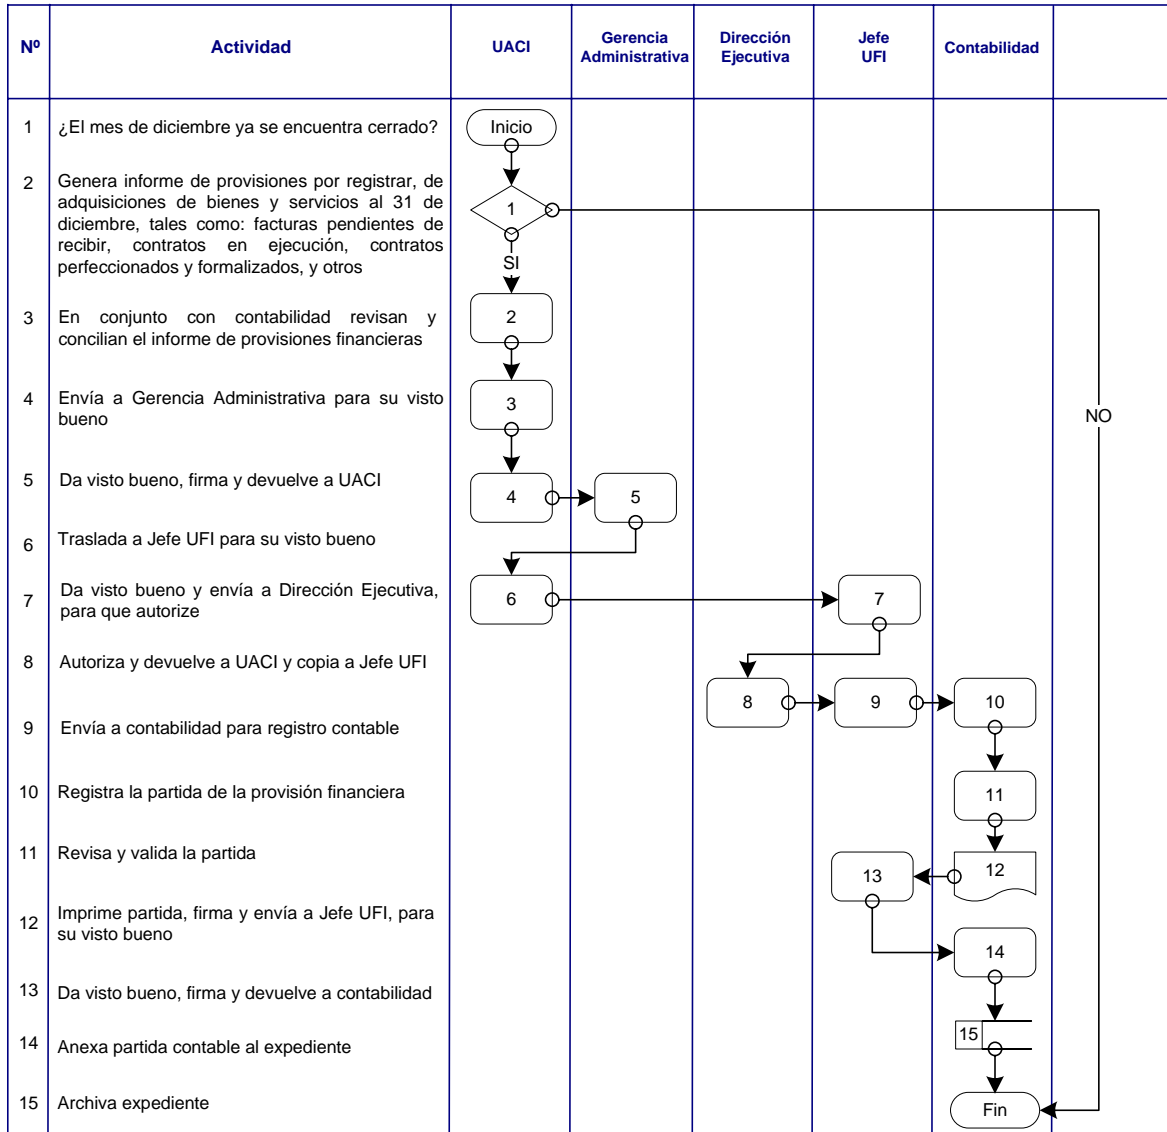 Nº
Actividad
UACI
Gerencia
Administrativa
Dirección
Ejecutiva
Jefe
UFI
Contabilidad
1
¿El mes de diciembre ya se encuentra cerrado?
2
Genera informe de provisiones por registrar, de
adquisiciones de bienes y servicios al 31 de
diciembre, tales como: facturas pendientes de
recibir, contratos en ejecución, contratos
perfeccionados y formalizados, y otros
3
En conjunto con contabilidad revisan y
concilian el informe de provisiones financieras
4
Envía a Gerencia Administrativa para su visto
bueno
5
Da visto bueno, firma y devuelve a UACI
6
Traslada a Jefe UFI para su visto bueno
7
Da visto bueno y envía a Dirección Ejecutiva,
para que autorize
8
Autoriza y devuelve a UACI y copia a Jefe UFI
9
Envía a contabilidad para registro contable
10
Registra la partida de la provisión financiera
11
Revisa y valida la partida
12
Imprime partida, firma y envía a Jefe UFI, para
su visto bueno
13
Da visto bueno, firma y devuelve a contabilidad
14
Anexa partida contable al expediente
15
Archiva expediente
Inicio
1
SI
NO
2
3
4
5
6
7
8
9
10
11
12
13
14
15
Fin